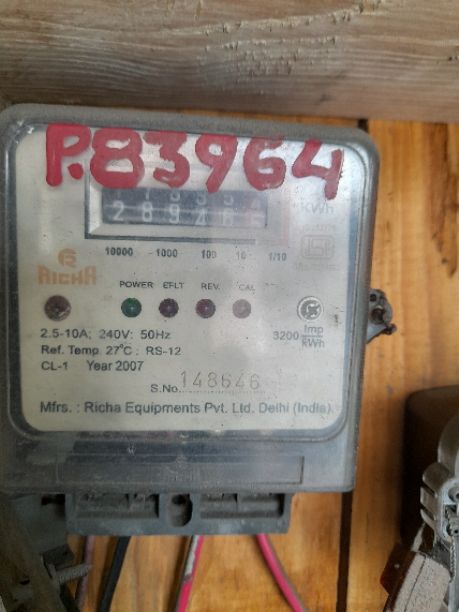 P.83964
289465
KWh
10000 1000 100 10 1/10
RICHA
POWER EFLT REV. CAL
2.5-10A; 240V: 50Hz
3200 Imp/kWh
Ref. Temp. 27°C : RS-12
CL-1 Year 2007
S.No. 148646
Mfrs. : Richa Equipments Pvt. Ltd. Delhi (India)